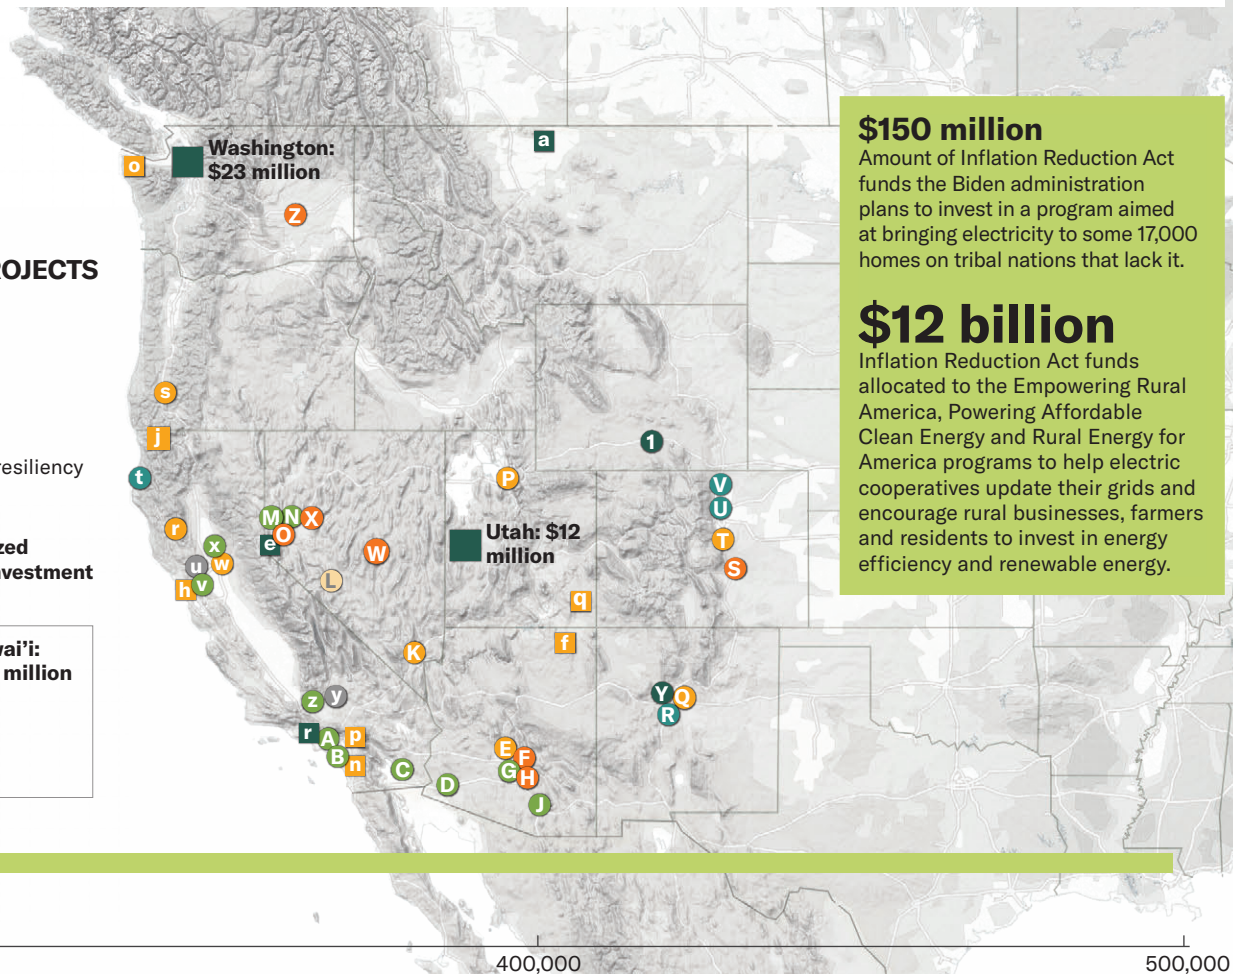 a
Washington:
$23 million
o
Z
OJECTS
s
j
resiliency
t
1
P
V
U
M N X
O
e
r
x
W
T
zed
u w
Utah: $12
million
S
nvestment
L
v
h
q
vai'i:
million
f
K
z y
Y Q
R
r A p
B n
E F
G H
C
D
J
$150 million
Amount of Inflation Reduction Act
funds the Biden administration
plans to invest in a program aimed
at bringing electricity to some 17,000
homes on tribal nations that lack it.
$12 billion
Inflation Reduction Act funds
allocated to the Empowering Rural
America, Powering Affordable
Clean Energy and Rural Energy for
America programs to help electric
cooperatives update their grids and
encourage rural businesses, farmers
and residents to invest in energy
efficiency and renewable energy.
400,000
500,000